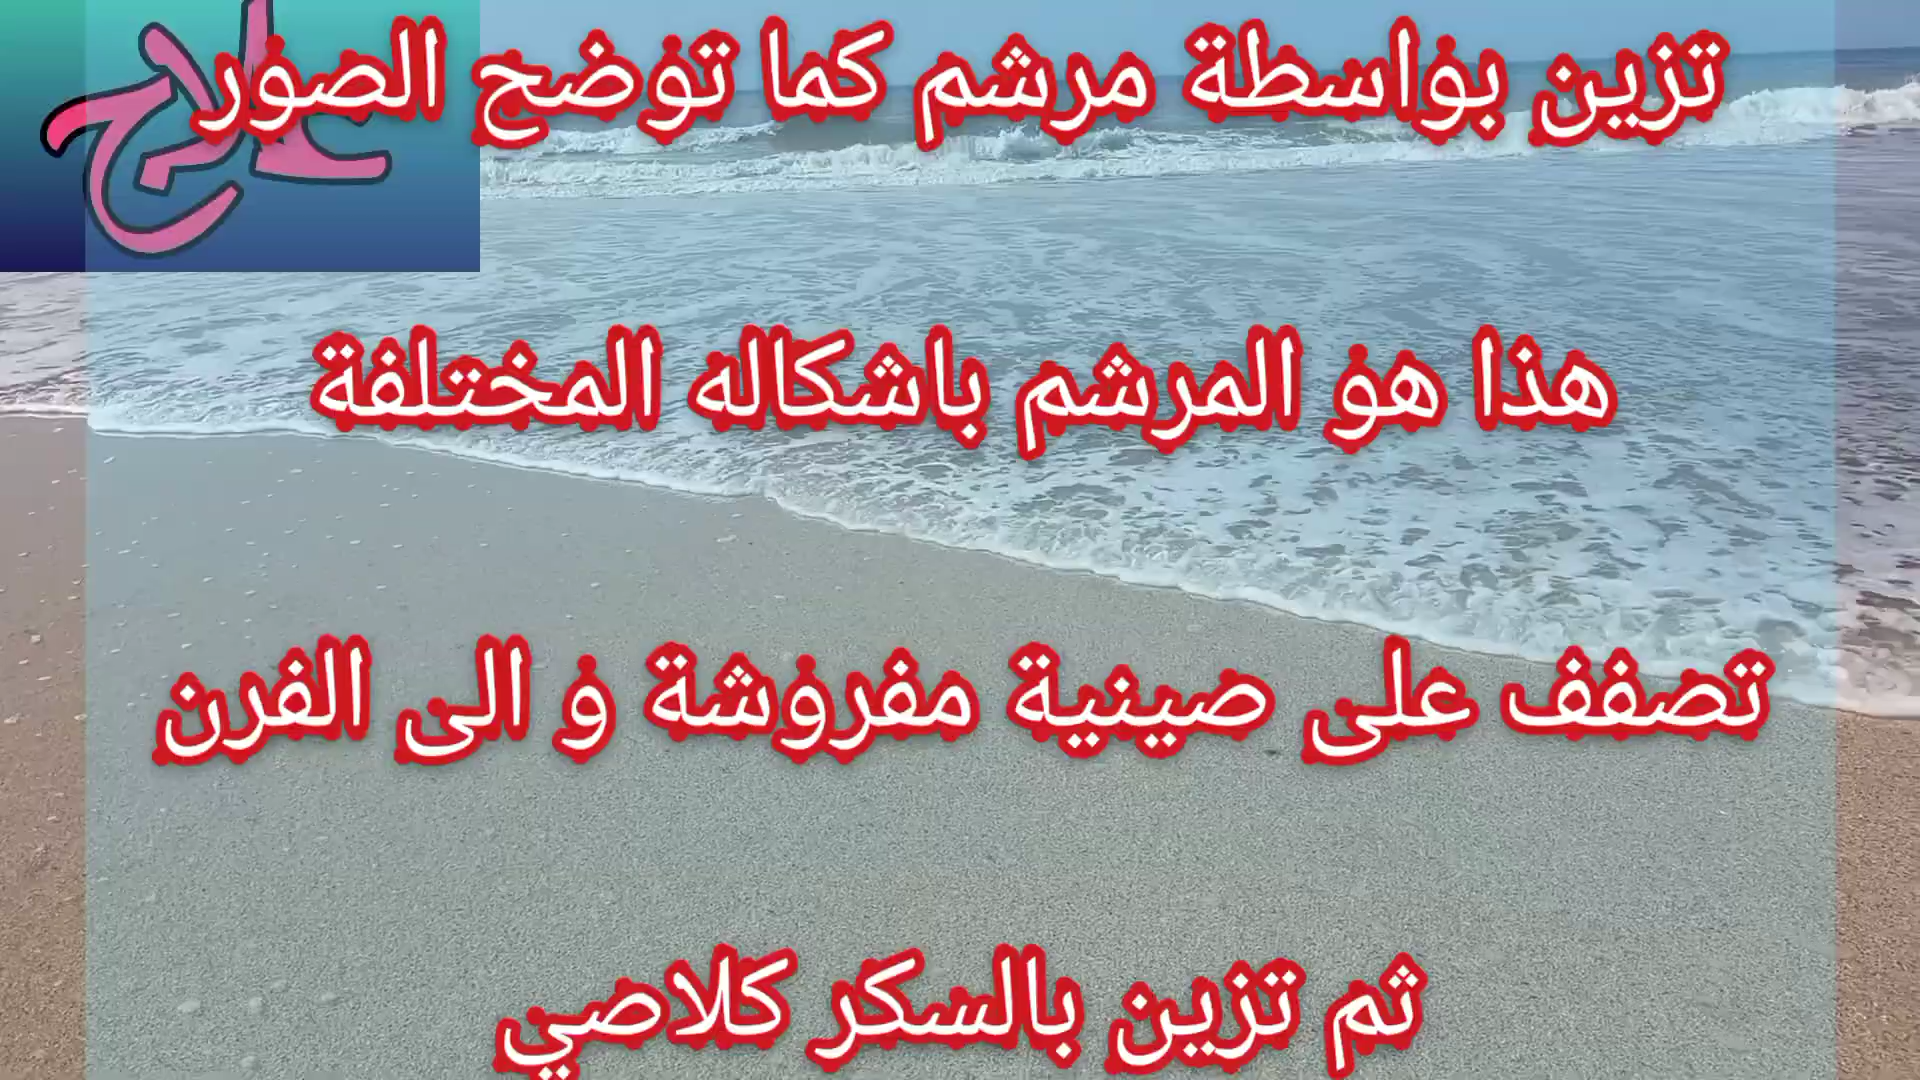 علاج
تزين بواسطة مرشم كما توضح الصور
هذا هو المرشم باشكاله المختلفة
تصفف على صينية مفروشة و الى الفرن
ثم تزين بالسكر كلاصي